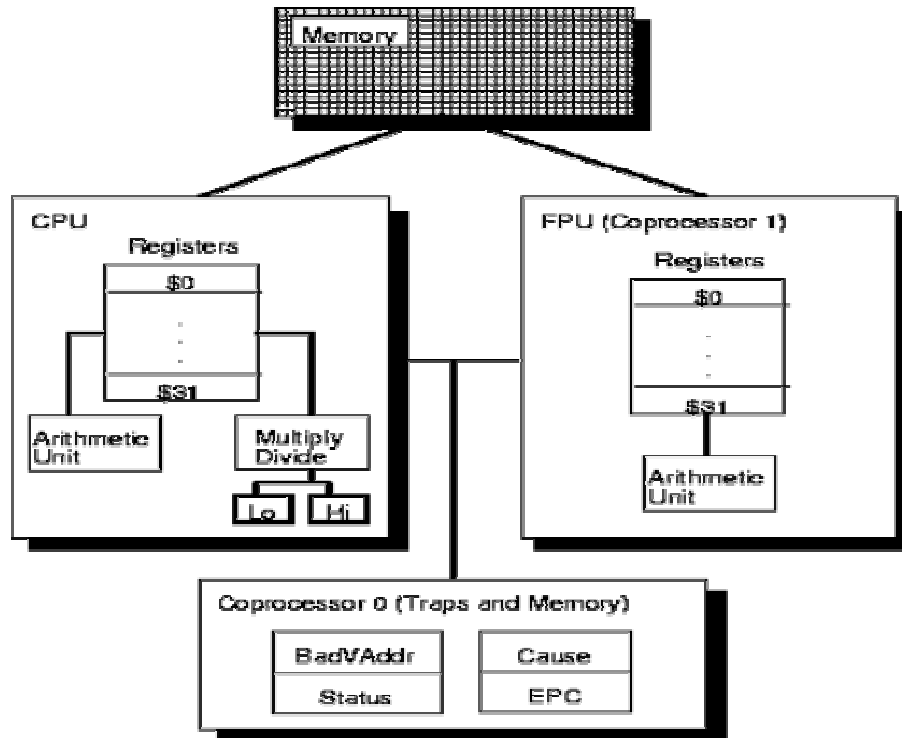 Memory
CPU
Registers
$0
.
.
.
$31
Arithmetic
Unit
Multiply
Divide
Lo
Hi
FPU (Coprocessor 1)
Registers
$0
.
.
.
$31
Arithmetic
Unit
Coprocessor 0 (Traps and Memory)
BadVAddr
Cause
Status
EPC